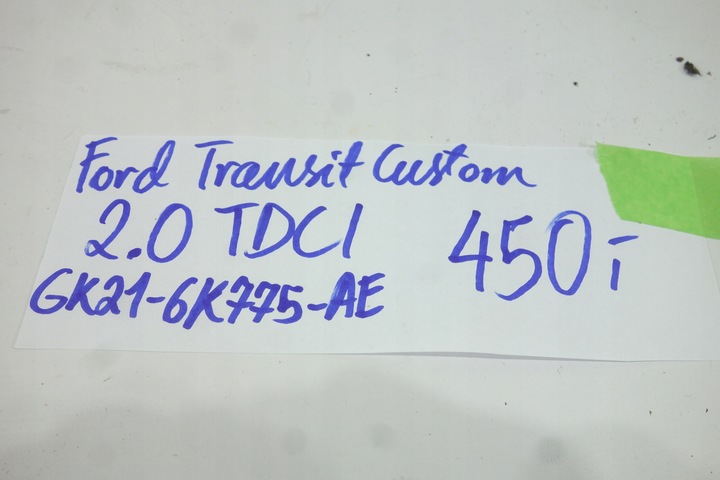 Ford Transit Custom
2.0 TDCI 450,-
GK21-6K775-AE